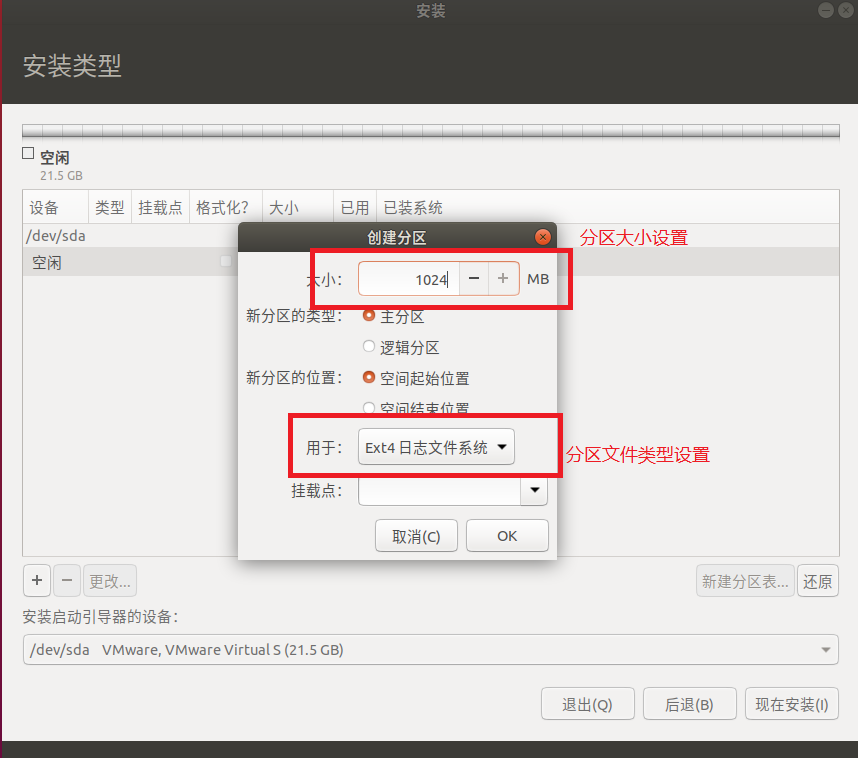 安装
安装类型
空闲
21.5 GB
设备 类型 挂载点 格式化? 大小 已用 已装系统
/dev/sda
空闲
创建分区
分区大小设置
大小: 1024 MB
新分区的类型: 主分区
逻辑分区
新分区的位置: 空间起始位置
空间结束位置
用于: Ext4 日志文件系统
分区文件类型设置
挂载点:
取消(C) OK
+ − 更改... 新建分区表... 还原
安装启动引导器的设备:
/dev/sda VMware, VMware Virtual S (21.5 GB)
退出(Q) 后退(B) 现在安装(I)